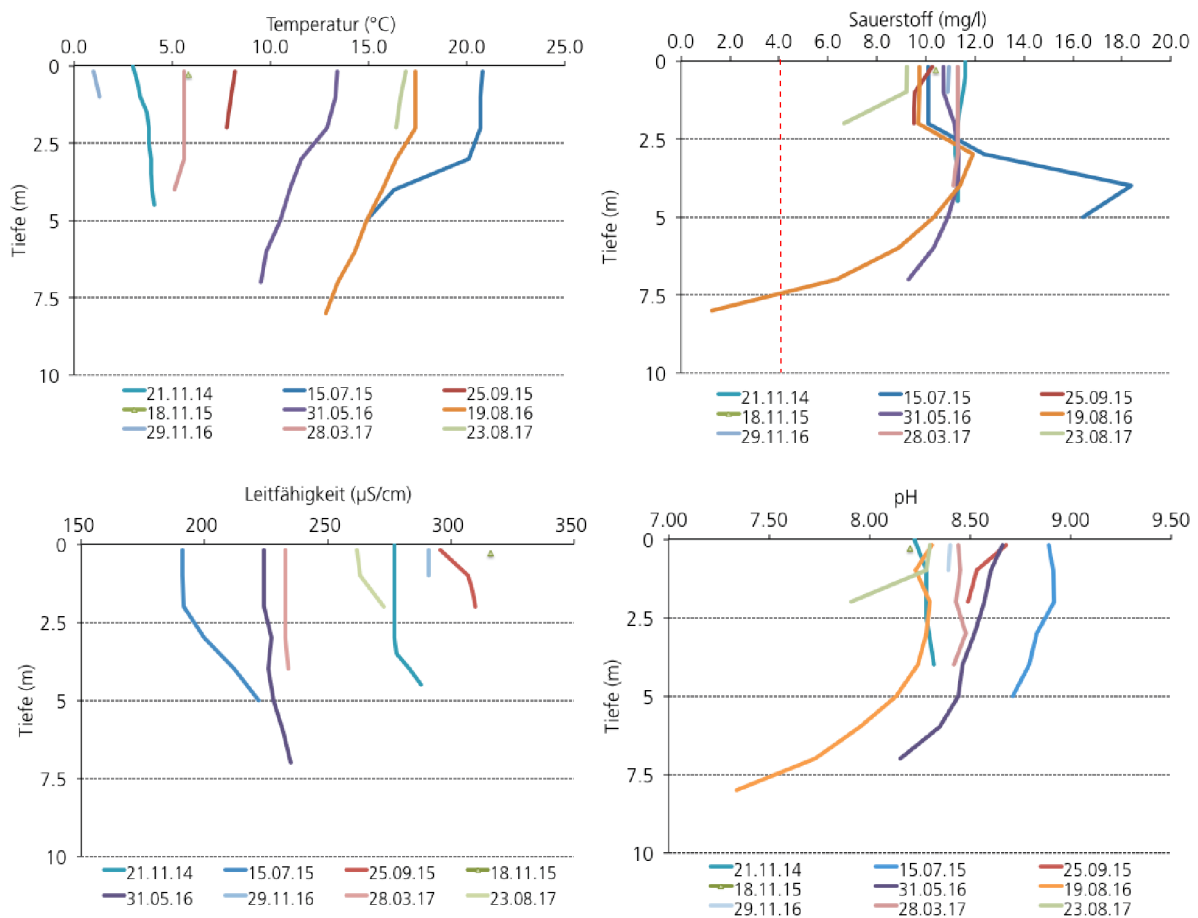 Temperatur (°C)
0.0 5.0 10.0 15.0 20.0 25.0
0
2.5
5
7.5
10
Tiefe (m)
21.11.14 15.07.15 25.09.15
18.11.15 31.05.16 19.08.16
29.11.16 28.03.17 23.08.17
Sauerstoff (mg/l)
0.0 2.0 4.0 6.0 8.0 10.0 12.0 14.0 16.0 18.0 20.0
0
2.5
5
7.5
10
Tiefe (m)
21.11.14 15.07.15 25.09.15
18.11.15 31.05.16 19.08.16
29.11.16 28.03.17 23.08.17
Leitfähigkeit (µS/cm)
150 200 250 300 350
0
2.5
5
7.5
10
Tiefe (m)
21.11.14 15.07.15 25.09.15 18.11.15
31.05.16 29.11.16 28.03.17 23.08.17
pH
7.00 7.50 8.00 8.50 9.00 9.50
0
2.5
5
7.5
10
Tiefe (m)
21.11.14 15.07.15 25.09.15
18.11.15 31.05.16 19.08.16
29.11.16 28.03.17 23.08.17